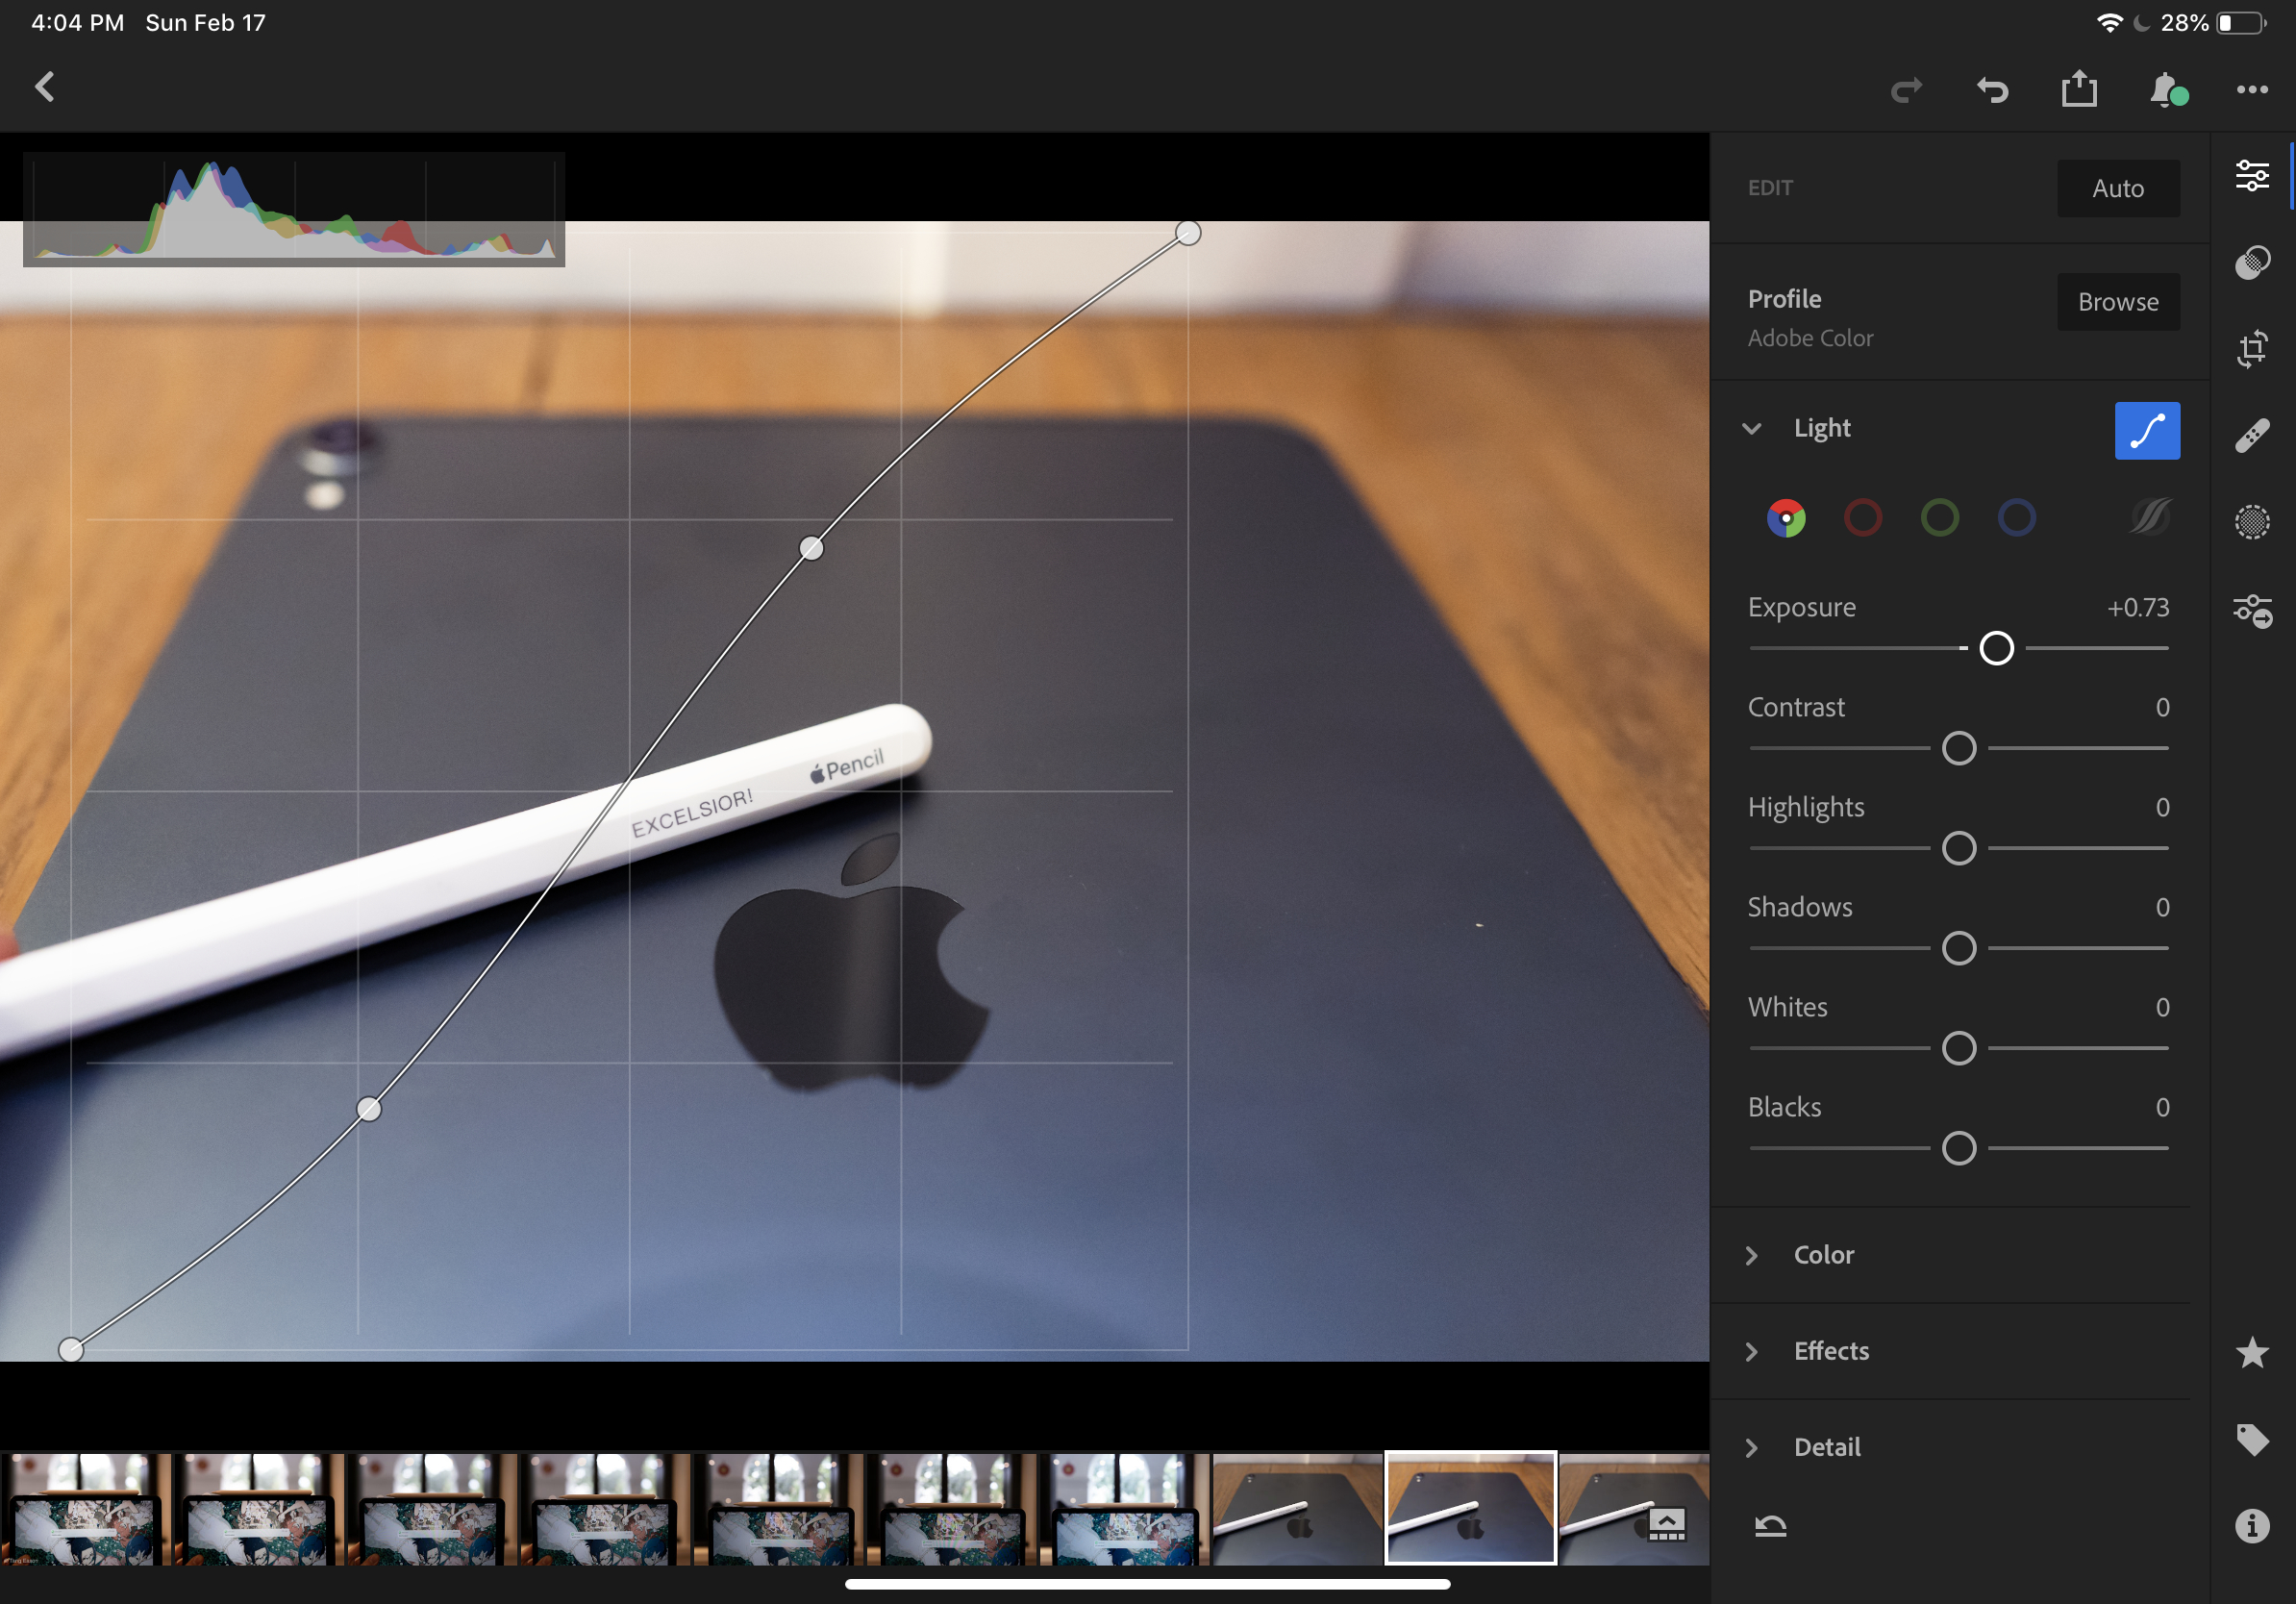 4:04 PM Sun Feb 17
28%
EDIT
Auto
Profile
Browse
Adobe Color
Light
Exposure
+0.73
Contrast
0
Highlights
0
Shadows
0
Whites
0
Blacks
0
Color
Effects
Detail
EXCELSIOR!
Pencil